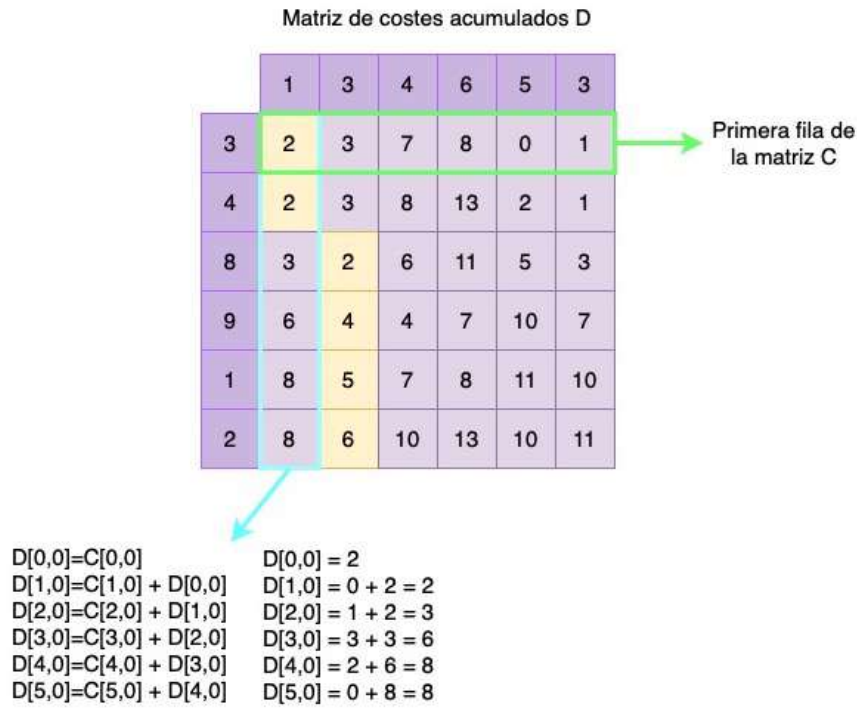 Matriz de costes acumulados D
1 3 4 6 5 3
3 2 3 7 8 0 1
Primera fila de
la matriz C
4 2 3 8 13 2 1
8 3 2 6 11 5 3
9 6 4 4 7 10 7
1 8 5 7 8 11 10
2 8 6 10 13 10 11
D[0,0]=C[0,0] D[0,0] = 2
D[1,0]=C[1,0] + D[0,0] D[1,0] = 0 + 2 = 2
D[2,0]=C[2,0] + D[1,0] D[2,0] = 1 + 2 = 3
D[3,0]=C[3,0] + D[2,0] D[3,0] = 3 + 3 = 6
D[4,0]=C[4,0] + D[3,0] D[4,0] = 2 + 6 = 8
D[5,0]=C[5,0] + D[4,0] D[5,0] = 0 + 8 = 8